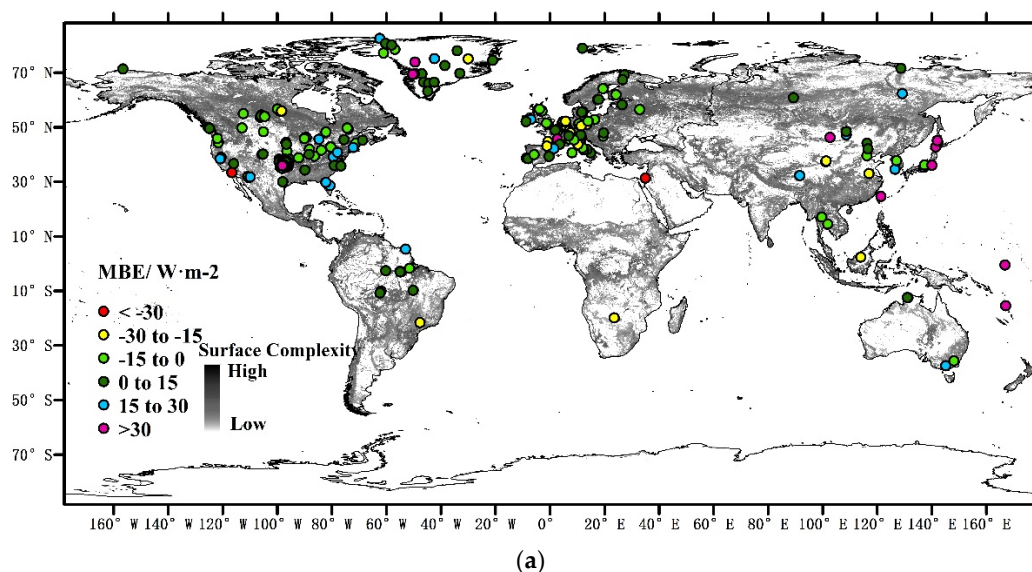 70° N
50° N
30° N
10° N
10° S
30° S
50° S
70° S
MBE/ W·m-2
< -30
-30 to -15
-15 to 0
0 to 15
15 to 30
>30
Surface Complexity
High
Low
160° W 140° W 120° W 100° W 80° W 60° W 40° W 20° W 0° E 20° E 40° E 60° E 80° E 100° E 120° E 140° E 160° E
(a)